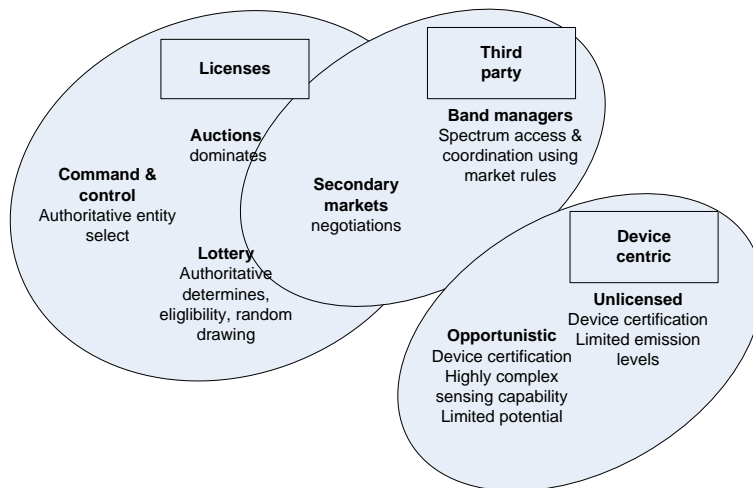 Licenses
Auctions
dominates
Command &
control
Authoritative entity
select
Lottery
Authoritative
determines,
eliglibility, random
drawing
Third
party
Band managers
Spectrum access &
coordination using
market rules
Secondary
markets
negotiations
Device
centric
Unlicensed
Device certification
Limited emission
levels
Opportunistic
Device certification
Highly complex
sensing capability
Limited potential